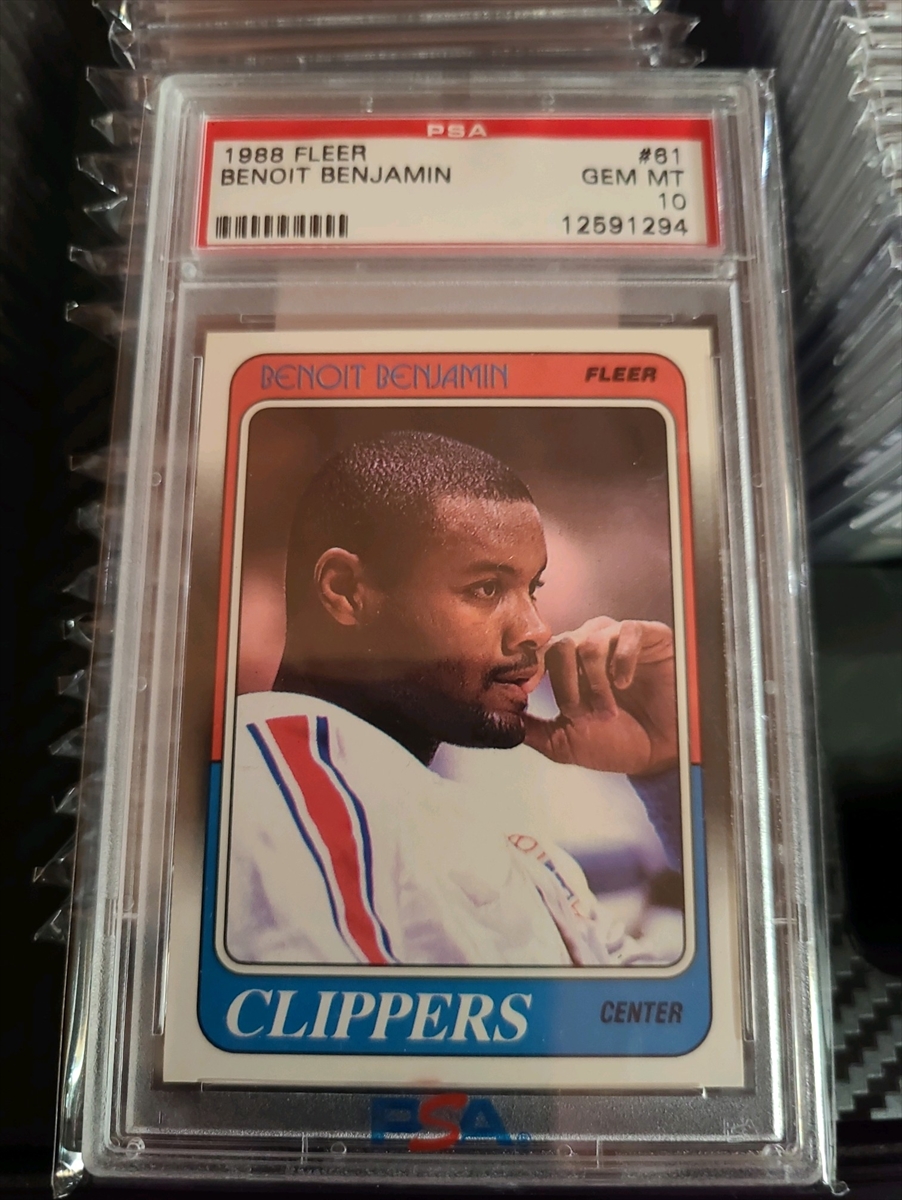 PSA
1988 FLEER #61
BENOIT BENJAMIN GEM MT
10
12591294
BENOIT BENJAMIN FLEER
CLIPPERS CENTER
PSA